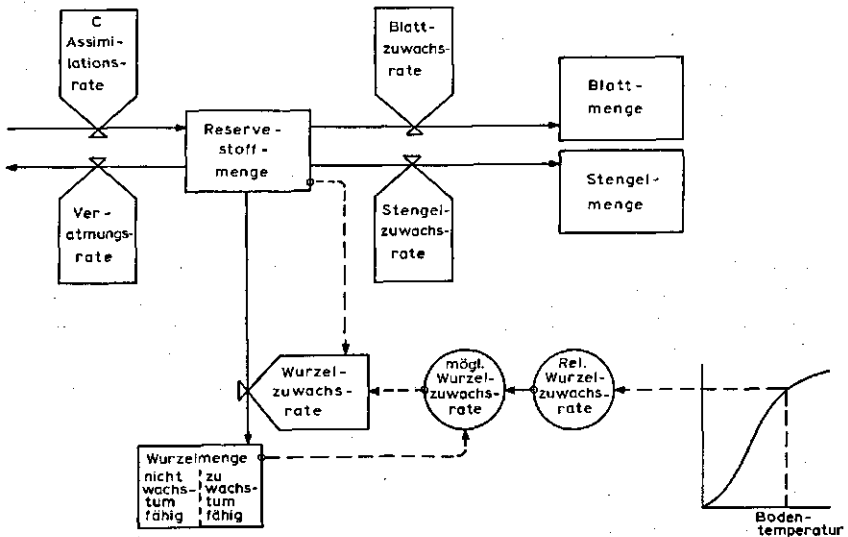 C
Assimi-
lations-
rate
Blatt-
zuwachs-
rate
Blatt-
menge
Reserve-
stoff-
menge
Stengel-
menge
Ver-
atmungs-
rate
Stengel-
zuwachs-
rate
Wurzel-
zuwachs-
rate
mögl.
Wurzel-
zuwachs-
rate
Rel.
Wurzel-
zuwachs-
rate
Wurzelmenge
nicht
wachs-
tum
fähig
zu
wachs-
tum
fähig
Boden-
temperatur